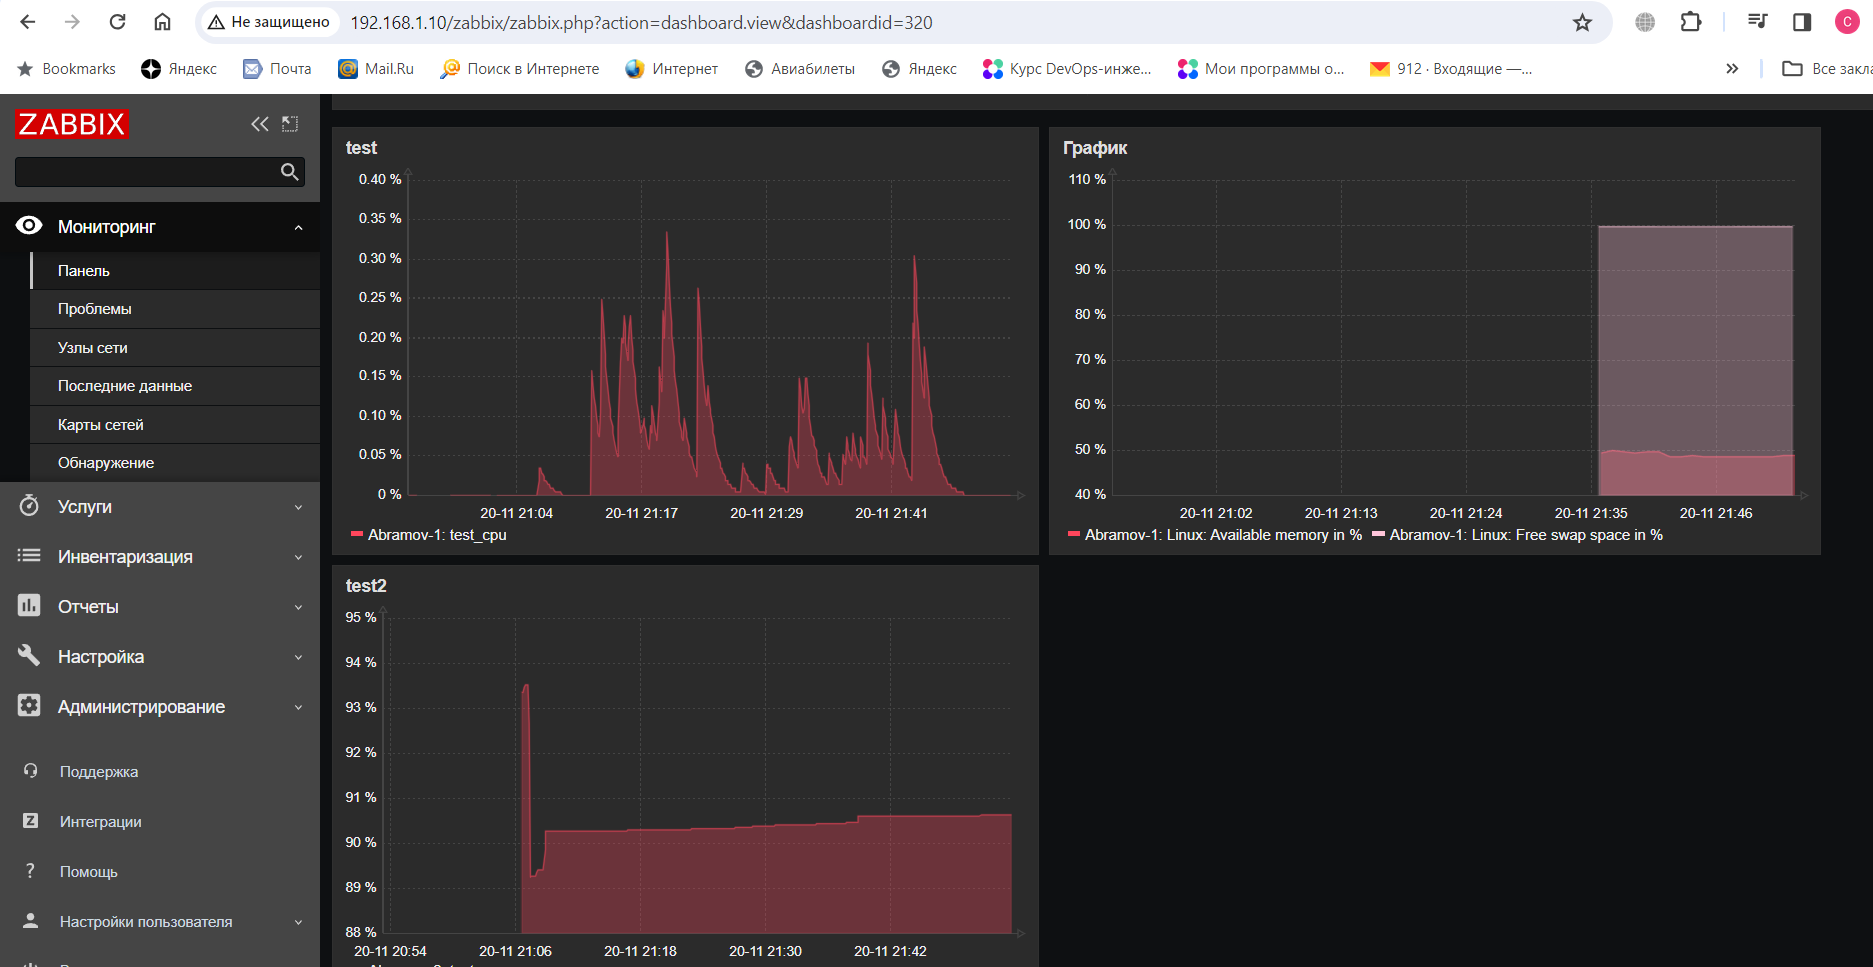 Не защищено
192.168.1.10/zabbix/zabbix.php?action=dashboard.view&dashboardid=320
C
Bookmarks
Яндекс
Почта
Mail.Ru
Поиск в Интернете
Интернет
Авиабилеты
Яндекс
Курс DevOps-инже...
Мои программы о...
912 · Входящие —...
»
Все закла
ZABBIX
Мониторинг
Панель
Проблемы
Узлы сети
Последние данные
Карты сетей
Обнаружение
Услуги
Инвентаризация
Отчеты
Настройка
Администрирование
Поддержка
Z
Интеграции
?
Помощь
Настройки пользователя
test
0.40 %
0.35 %
0.30 %
0.25 %
0.20 %
0.15 %
0.10 %
0.05 %
0 %
20-11 21:04
20-11 21:17
20-11 21:29
20-11 21:41
Abramov-1: test_cpu
График
110 %
100 %
90 %
80 %
70 %
60 %
50 %
40 %
20-11 21:02
20-11 21:13
20-11 21:24
20-11 21:35
20-11 21:46
Abramov-1: Linux: Available memory in %
Abramov-1: Linux: Free swap space in %
test2
95 %
94 %
93 %
92 %
91 %
90 %
89 %
88 %
20-11 20:54
20-11 21:06
20-11 21:18
20-11 21:30
20-11 21:42